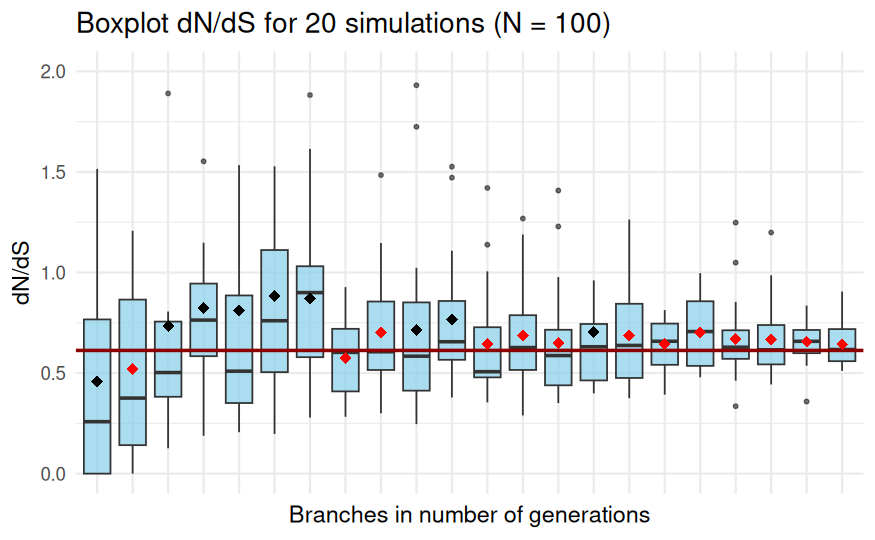 Boxplot dN/dS for 20 simulations (N = 100)
2.0
1.5
1.0
0.5
0.0
dN/dS
Branches in number of generations